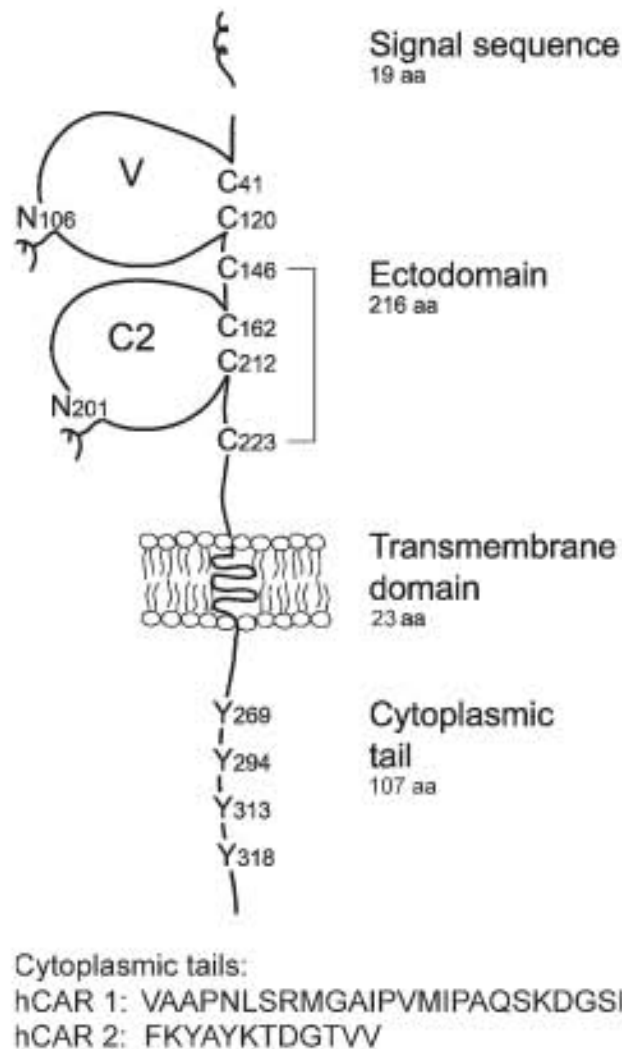 Signal sequence
19 aa
V
C41
N106
C120
C146
Ectodomain
216 aa
C162
C2
C212
N201
C223
Transmembrane
domain
23 aa
Y269
Cytoplasmic
tail
107 aa
Y294
Y313
Y318
Cytoplasmic tails:
hCAR 1: VAAPNLSRMGAIPVMIPAQSKDGSI
hCAR 2: FKYAYKTDGTVV